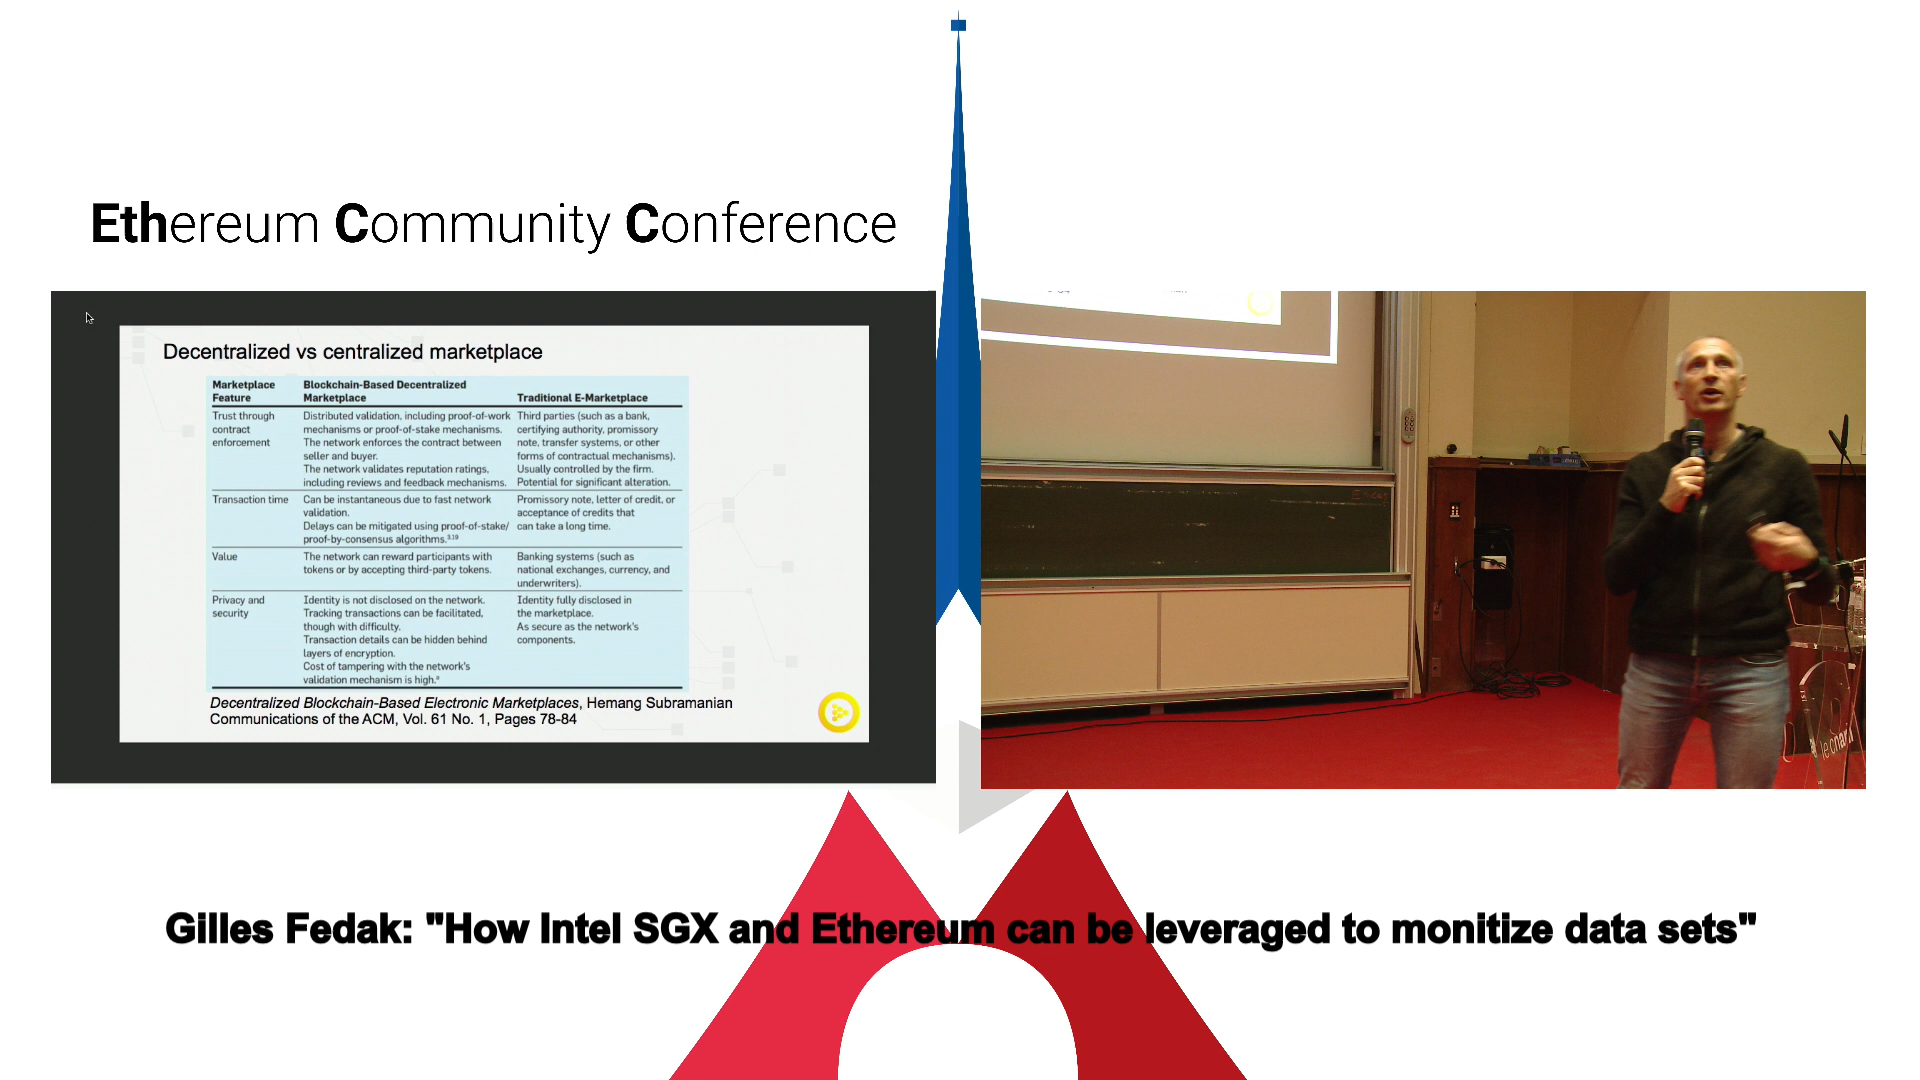 Ethereum Community Conference
Decentralized vs centralized marketplace
Marketplace Feature
Blockchain-Based Decentralized Marketplace
Traditional E-Marketplace
Trust through
contract
enforcement
Distributed validation, including proof-of-work
mechanisms or proof-of-stake mechanisms.
The network enforces the contract between
seller and buyer.
The network validates reputation ratings,
including reviews and feedback mechanisms.
Third parties (such as a bank,
certifying authority, promissory
note, transfer systems, or other
forms of contractual mechanisms).
Usually controlled by the firm.
Potential for significant alteration.
Transaction time
Can be instantaneous due to fast network
validation.
Delays can be mitigated using proof-of-stake/
proof-by-consensus algorithms.3,19
Promissory note, letter of credit, or
acceptance of credits that
can take a long time.
Value
The network can reward participants with
tokens or by accepting third-party tokens.
Banking systems (such as
national exchanges, currency, and
underwriters).
Privacy and
security
Identity is not disclosed on the network.
Tracking transactions can be facilitated,
though with difficulty.
Transaction details can be hidden behind
layers of encryption.
Cost of tampering with the network's
validation mechanism is high.a
Identity fully disclosed in
the marketplace.
As secure as the network's
components.
Decentralized Blockchain-Based Electronic Marketplaces, Hemang Subramanian
Communications of the ACM, Vol. 61 No. 1, Pages 78-84
le cnam
Gilles Fedak: "How Intel SGX and Ethereum can be leveraged to monitize data sets"